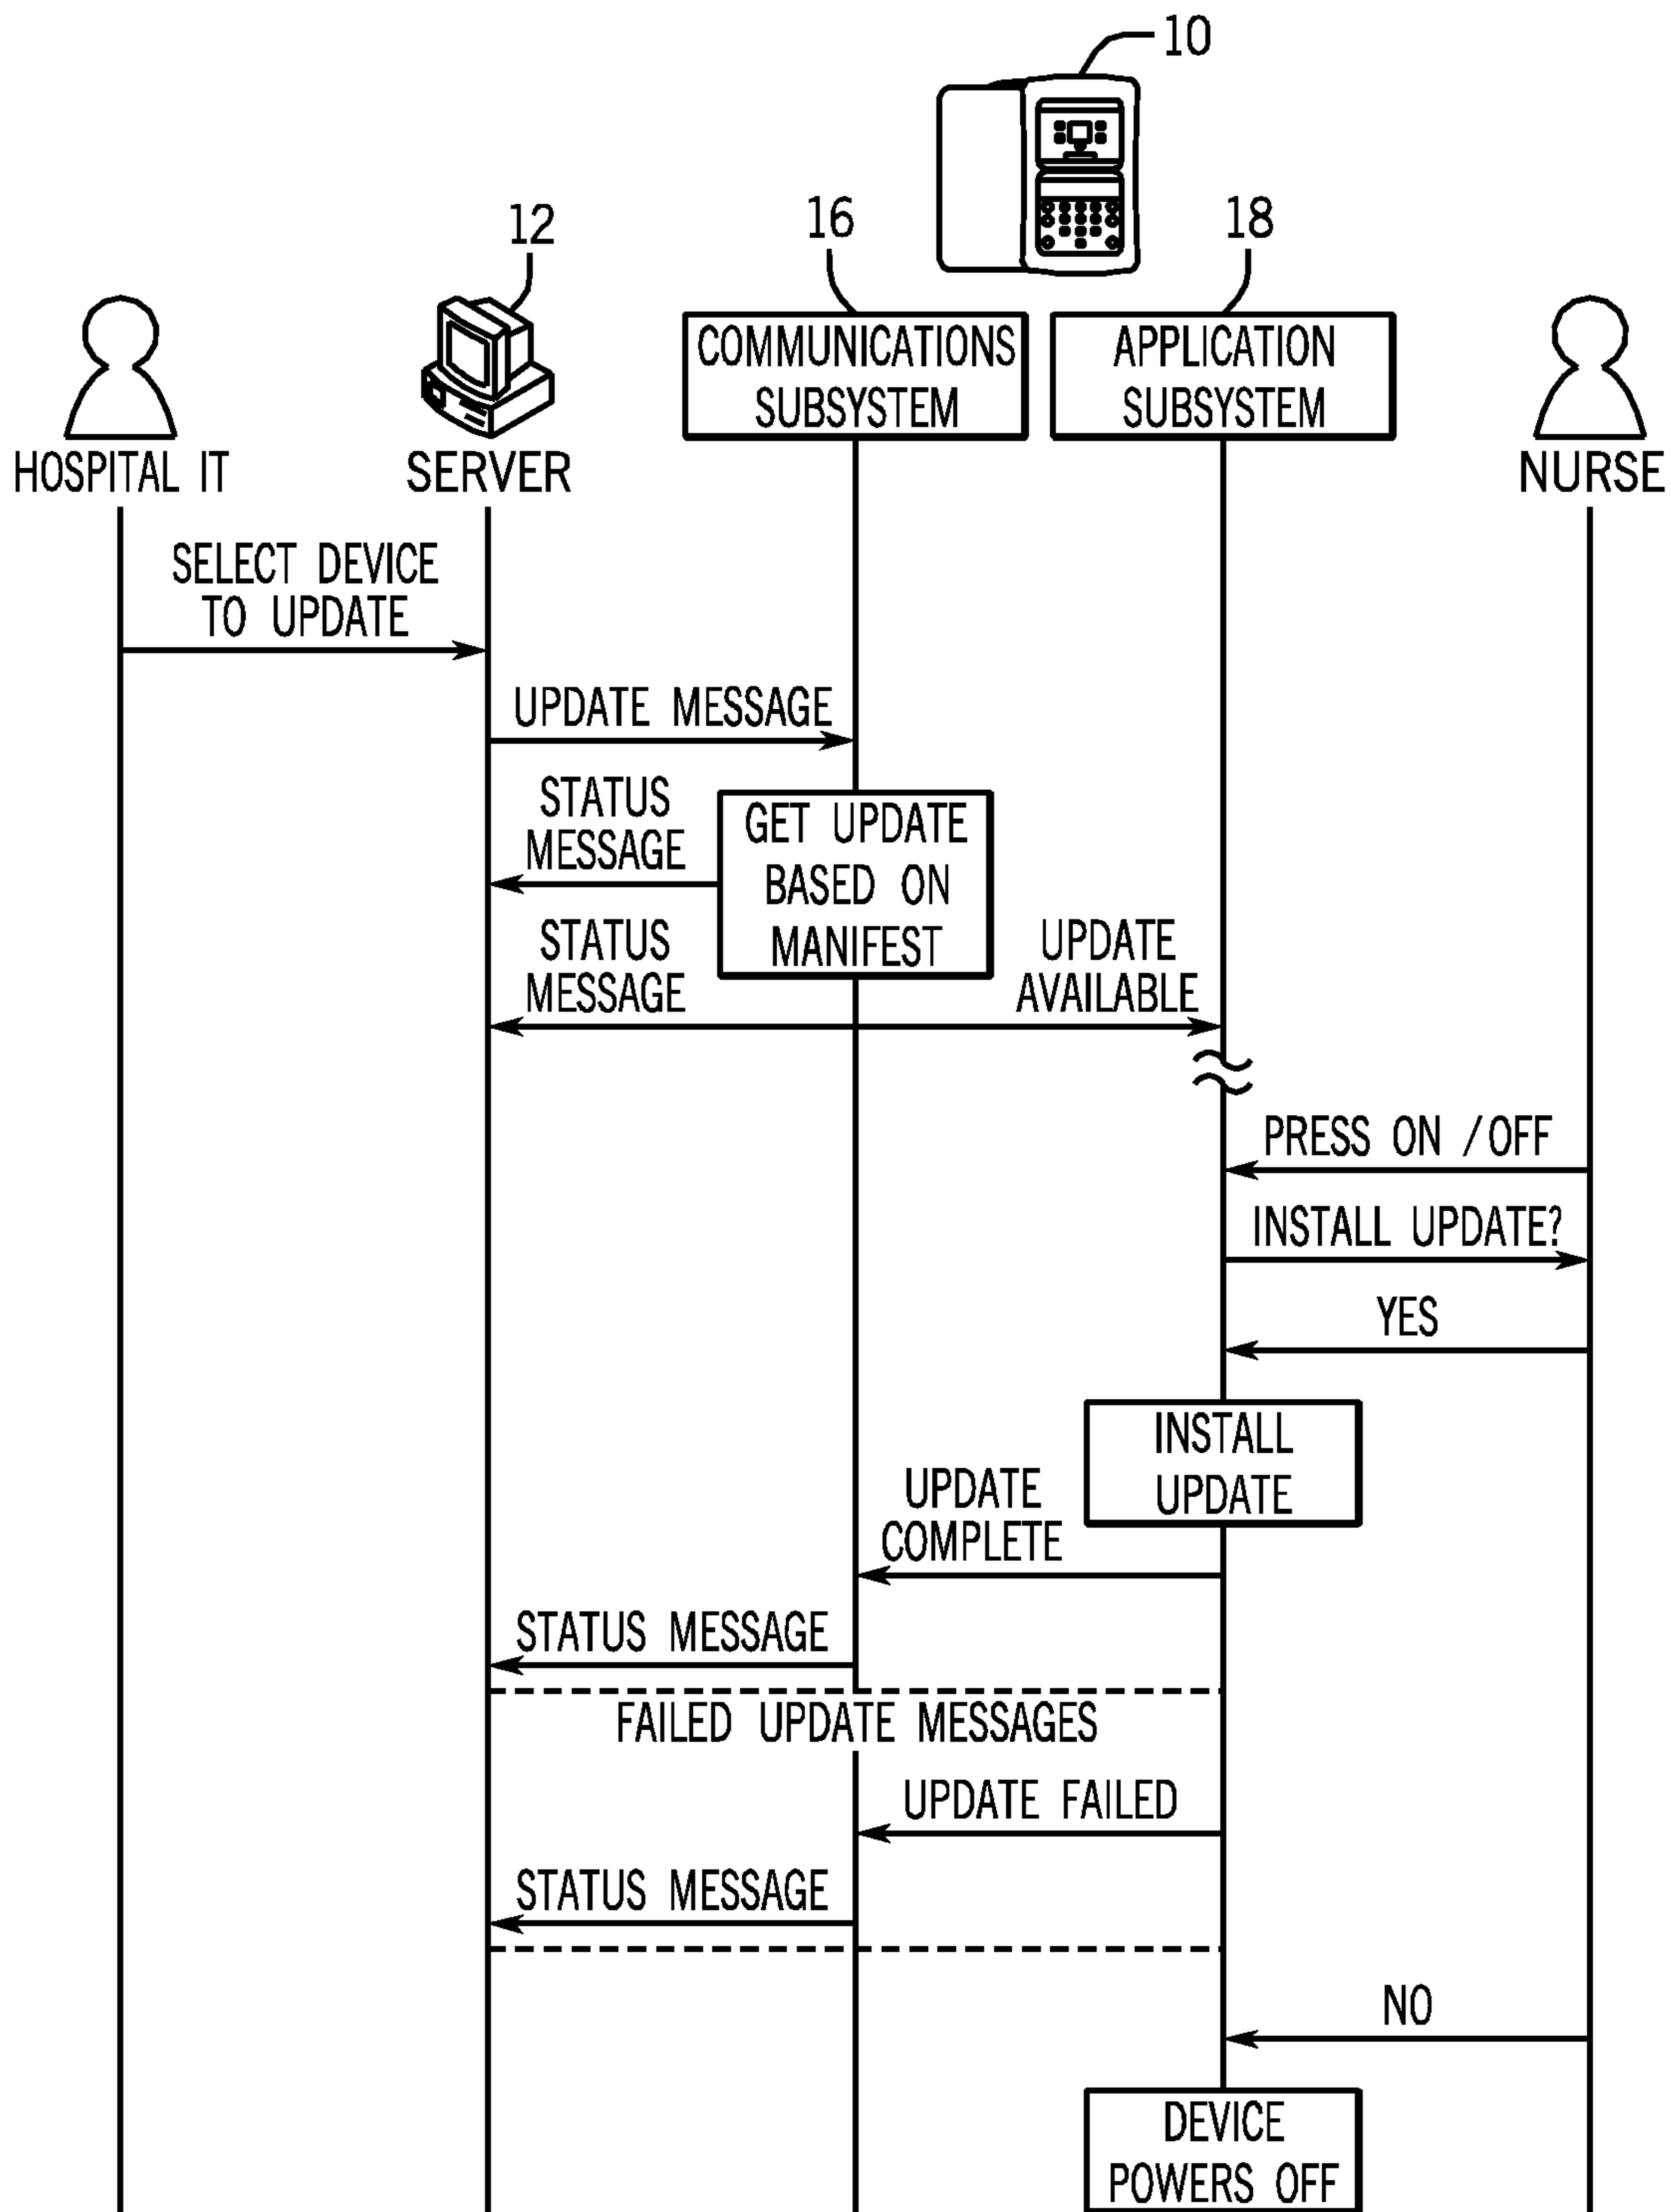 10
12
16
18
COMMUNICATIONS
SUBSYSTEM
APPLICATION
SUBSYSTEM
HOSPITAL IT
SERVER
NURSE
SELECT DEVICE
TO UPDATE
UPDATE MESSAGE
STATUS
MESSAGE
GET UPDATE
BASED ON
MANIFEST
STATUS
MESSAGE
UPDATE
AVAILABLE
PRESS ON /OFF
INSTALL UPDATE?
YES
INSTALL
UPDATE
UPDATE
COMPLETE
STATUS MESSAGE
FAILED UPDATE MESSAGES
UPDATE FAILED
STATUS MESSAGE
NO
DEVICE
POWERS OFF